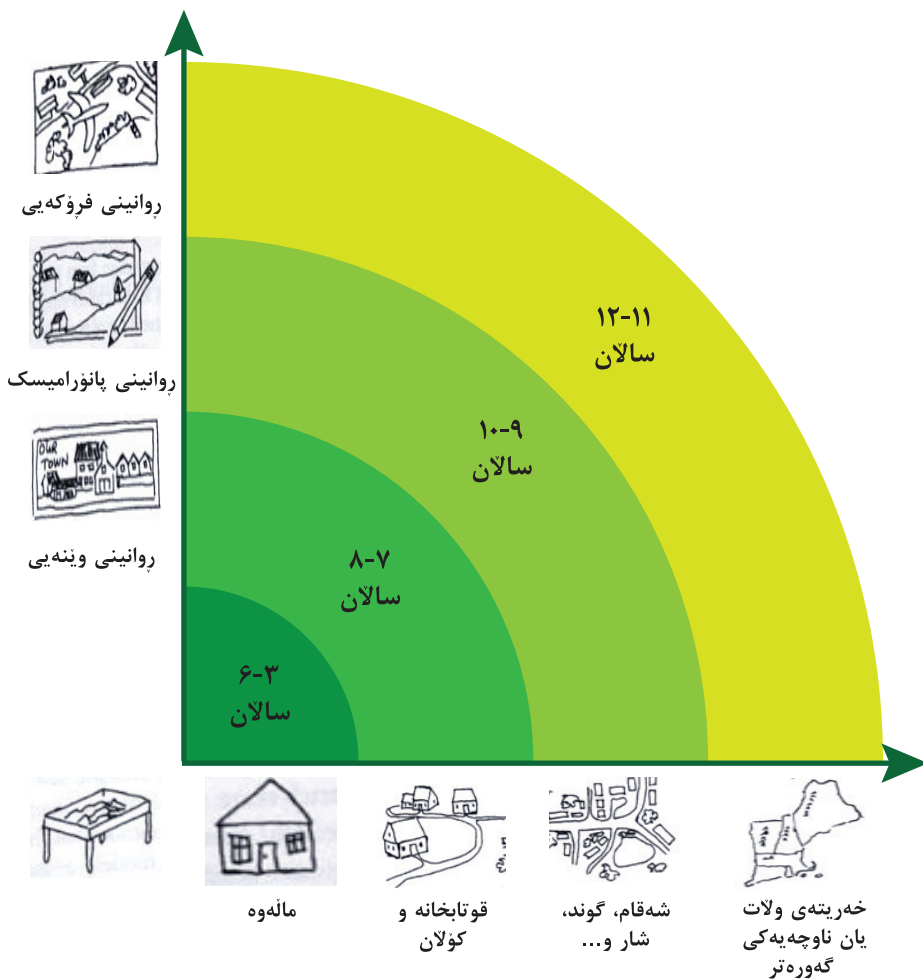 ڕوانینی فڕۆکەیی
ڕوانینی پانۆرامیسک
OUR
TOWN
ڕوانینی وێنەیی
١١-١٢
ساڵان
٩-١٠
ساڵان
٧-٨
ساڵان
٣-۶
ساڵان
ماڵەوە
قوتابخانە و
کۆڵان
شەقام، گوند،
شار و...
خەریتەی وڵات
یان ناوچەیەکی
گەورەتر